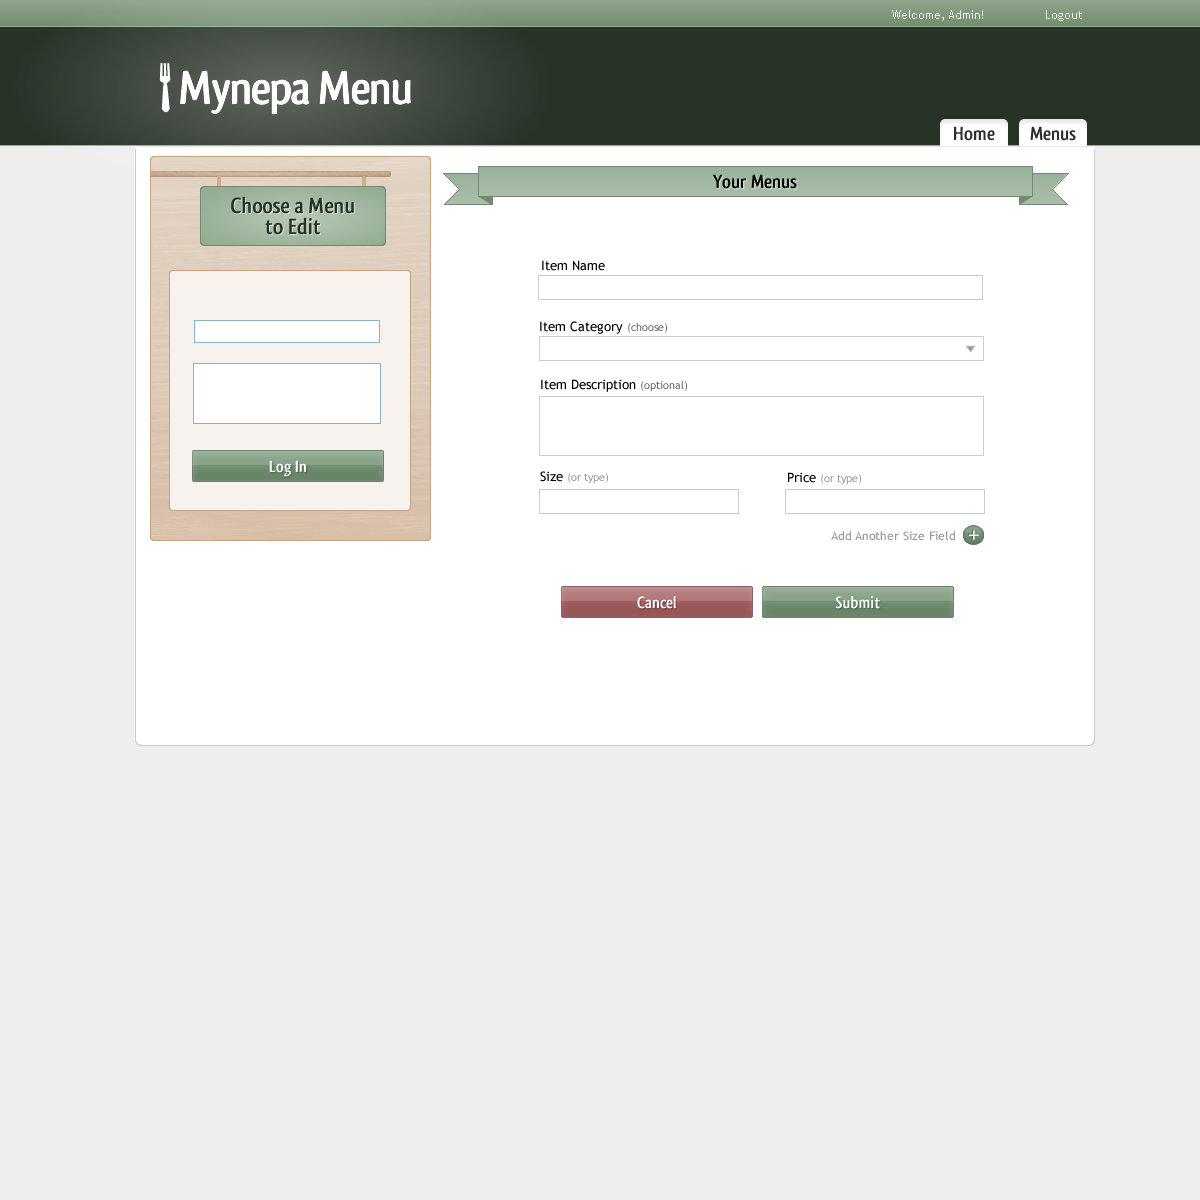 Welcome, Admin!
Logout
Mynepa Menu
Home
Menus
Choose a Menu
to Edit
Log In
Your Menus
Item Name
Item Category (choose)
Item Description (optional)
Size (or type)
Price (or type)
Add Another Size Field
Cancel
Submit